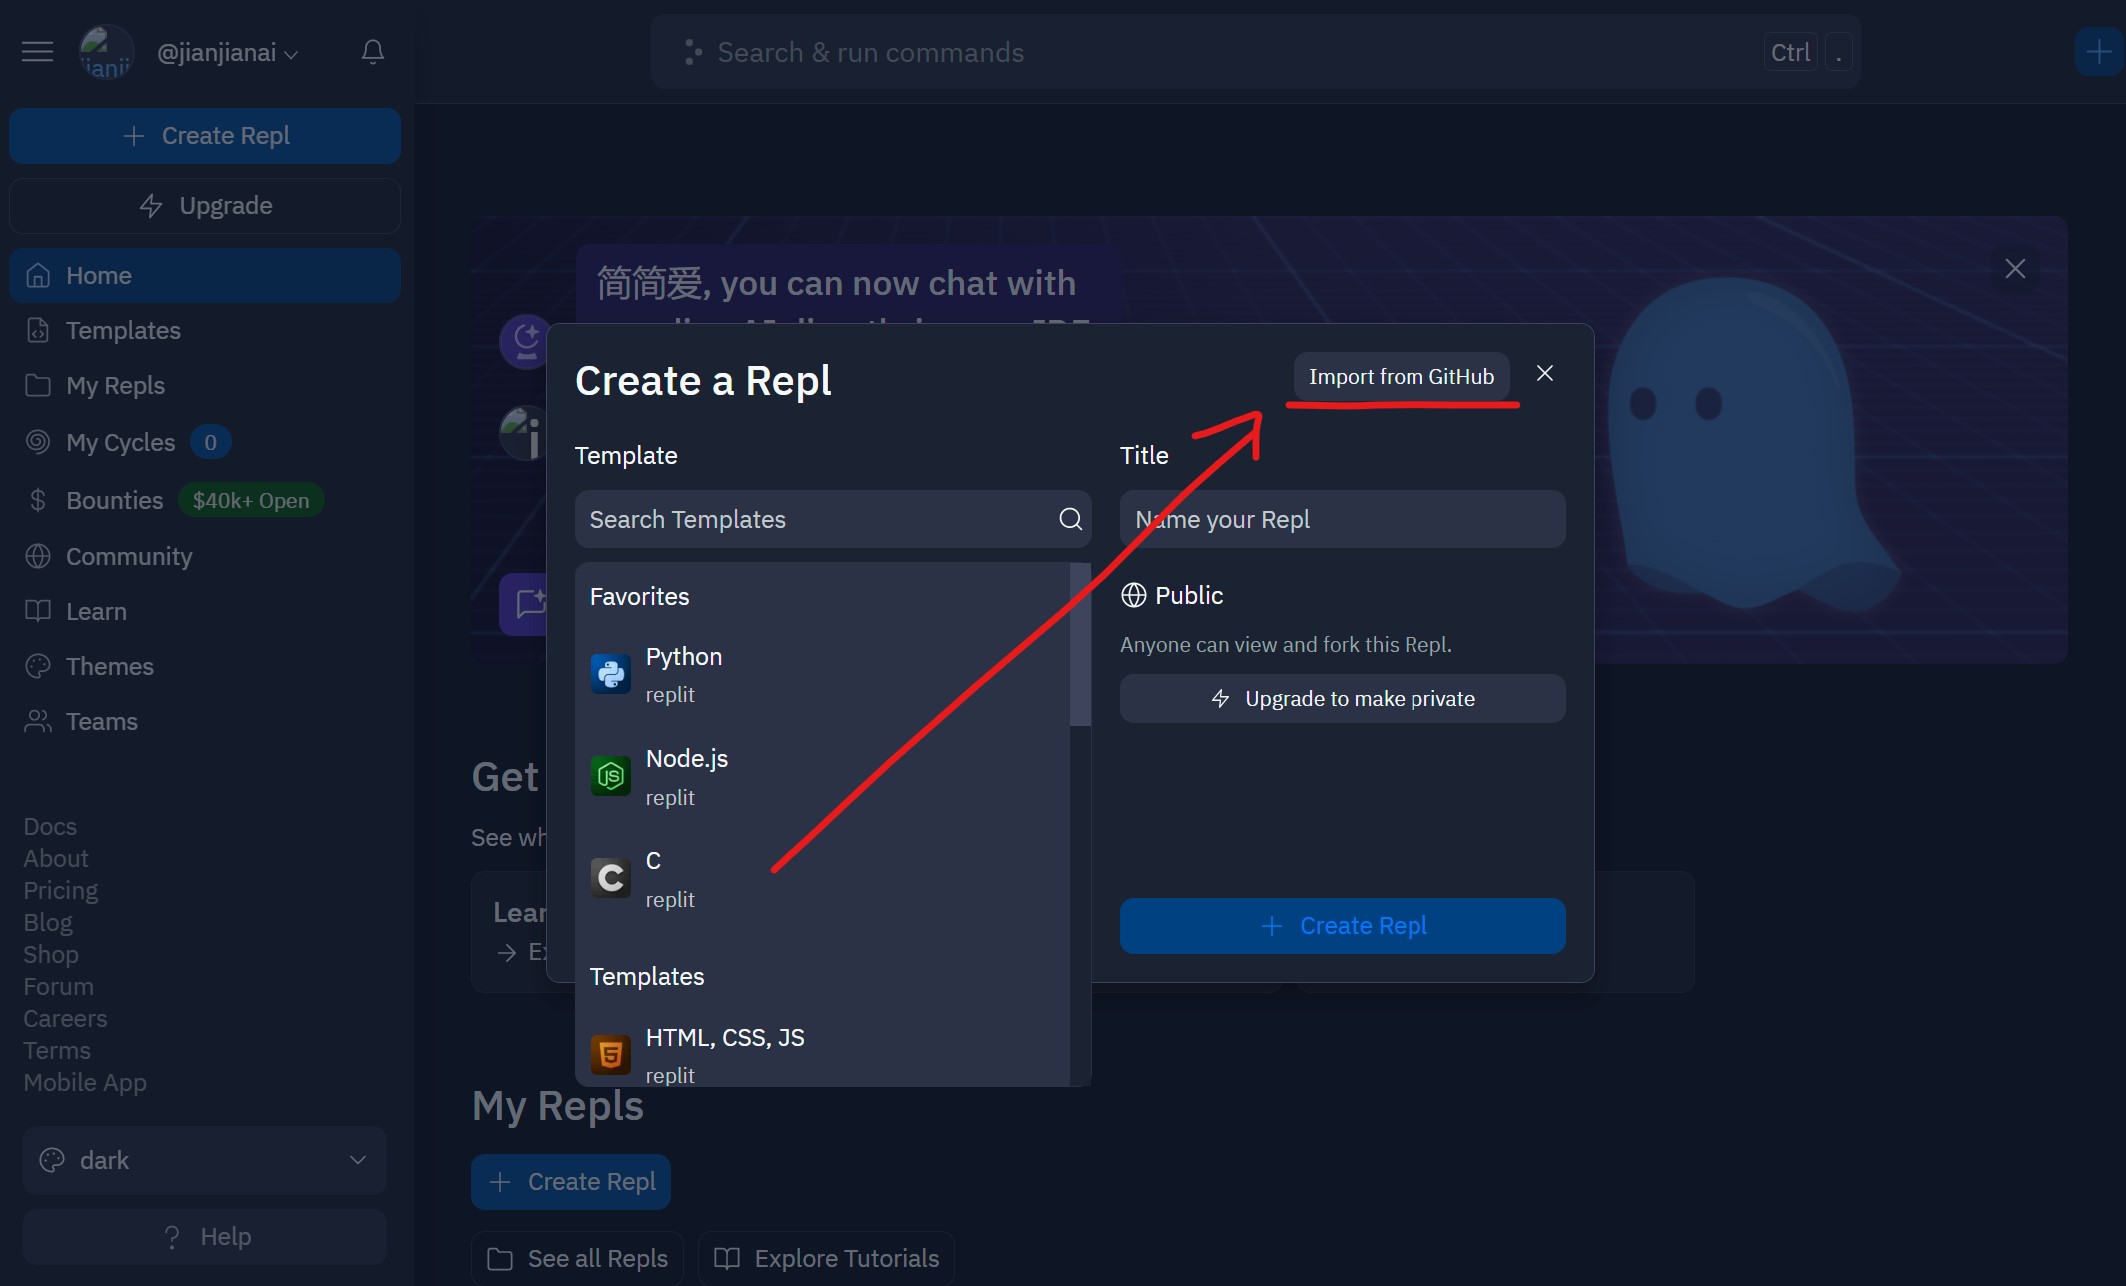 @jianjianai
Search & run commands
Ctrl .
Create Repl
Upgrade
Home
Templates
My Repls
My Cycles 0
Bounties $40k+ Open
Community
Learn
Themes
Teams
Docs
About
Pricing
Blog
Shop
Forum
Careers
Terms
Mobile App
dark
Help
简简爱, you can now chat with
Create a Repl
Import from GitHub
Template
Search Templates
Favorites
Python
replit
Node.js
replit
C
replit
Templates
HTML, CSS, JS
replit
Title
Name your Repl
Public
Anyone can view and fork this Repl.
Upgrade to make private
Create Repl
Get
See
My Repls
Create Repl
See all Repls
Explore Tutorials